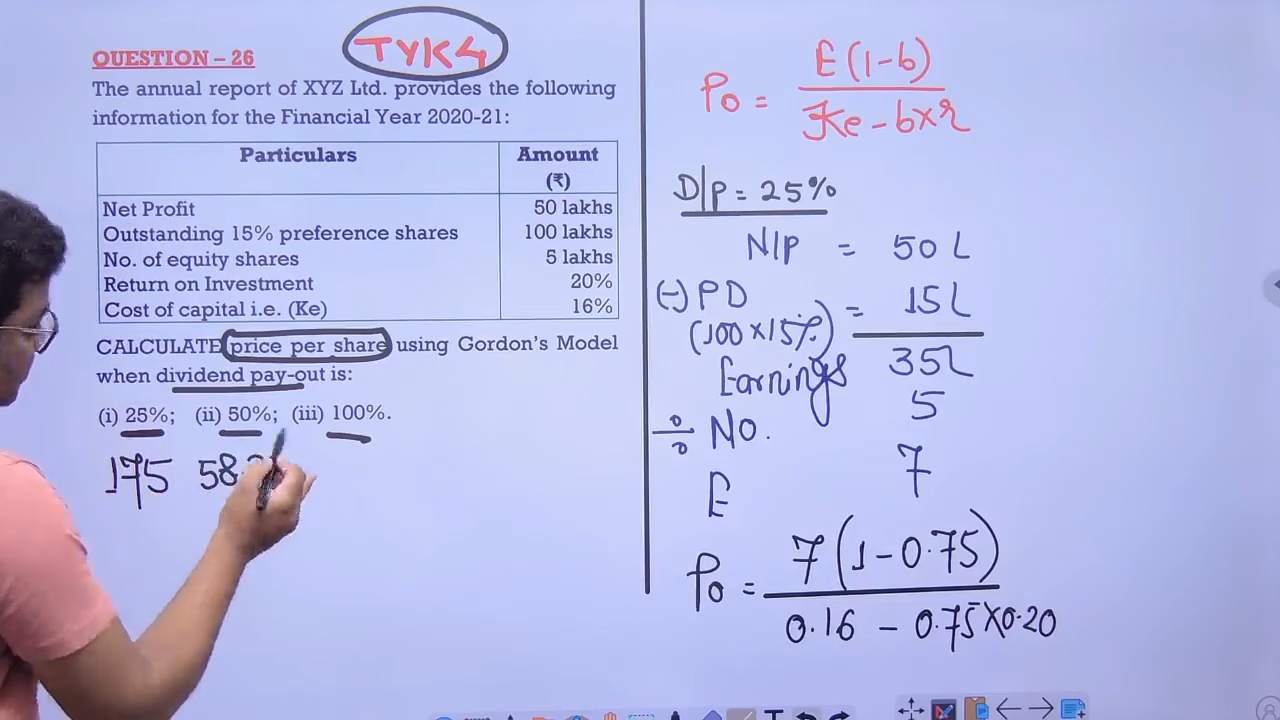 TYK4
QUESTION – 26
The annual report of XYZ Ltd. provides the following
information for the Financial Year 2020-21:
Particulars Amount
(₹)
Net Profit 50 lakhs
Outstanding 15% preference shares 100 lakhs
No. of equity shares 5 lakhs
Return on Investment 20%
Cost of capital i.e. (Ke) 16%
CALCULATE price per share using Gordon's Model
when dividend pay-out is:
(i) 25%; (ii) 50%; (iii) 100%.
175 58
P0 = E(1-b)
Ke - b×r
D/P = 25%
N/P = 50L
(-) PD = 15L
(100×15%)
Earnings 35L
÷ NO. 5
E 7
P0 = 7(1-0.75)
0.16 - 0.75×0.20